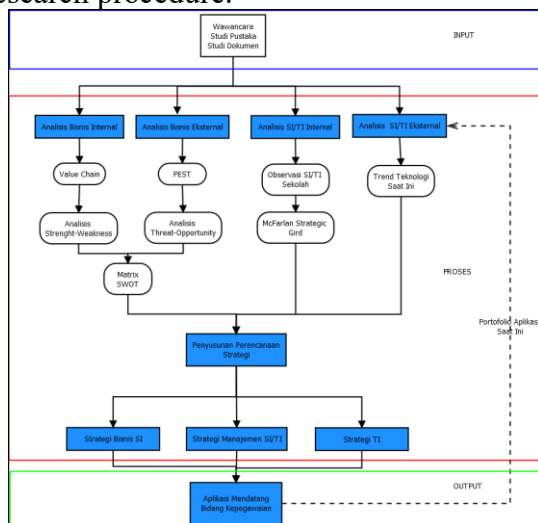 esearch procedure.
Wawancara
Studi Pustaka
Studi Dokumen
INPUT
Analisis Bisnis Internal
Analisis Bisnis Eksternal
Analisis SI/TI Internal
Analisis SI/TI Eksternal
Value Chain
PEST
Observasi SI/TI
Sekolah
Trend Teknologi
Saat Ini
Analisis
Strenght-Weakness
Analisis
Threat-Opportunity
McFarlan Strategic
Gird
Matrix
SWOT
PROSES
Portofolio Aplikasi
Saat Ini
Penyusunan Perencanaan
Strategi
Strategi Bisnis SI
Strategi Manajemen SI/TI
Strategi TI
OUTPUT
Aplikasi Mendatang
Bidang Kepegawaian